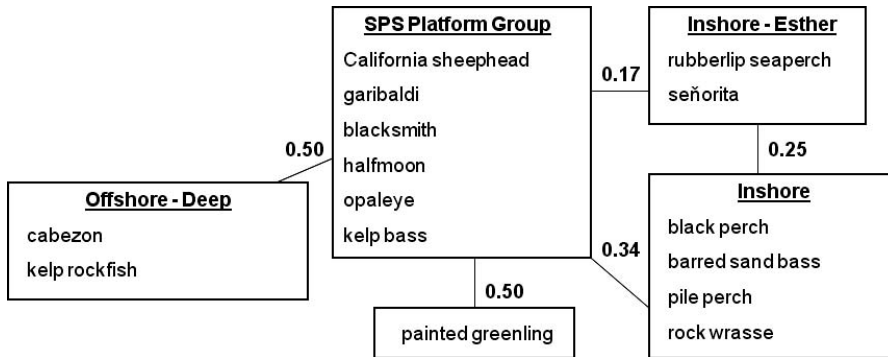 SPS Platform Group
California sheephead
garibaldi
blacksmith
halfmoon
opaleye
kelp bass
Inshore - Esther
rubberlip seaperch
seňorita
0.17
0.25
0.50
Offshore - Deep
cabezon
kelp rockfish
Inshore
black perch
barred sand bass
pile perch
rock wrasse
0.34
0.50
painted greenling